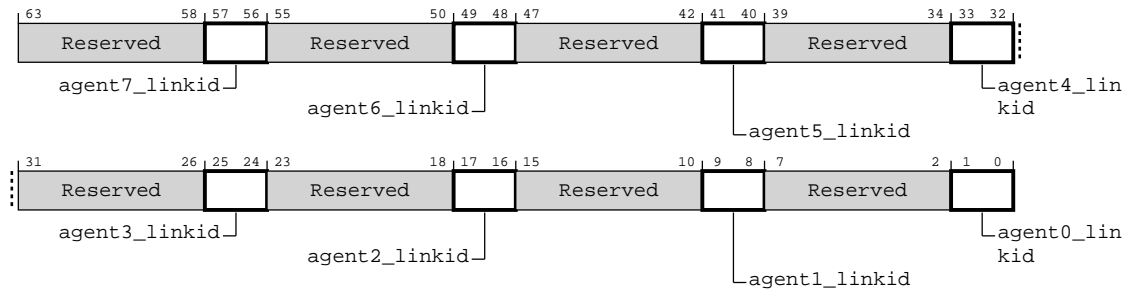 63 58 57 56 55 50 49 48 47 42 41 40 39 34 33 32
Reserved Reserved Reserved Reserved
agent7_linkid agent4_lin
kid
agent6_linkid
agent5_linkid
31 26 25 24 23 18 17 16 15 10 9 8 7 2 1 0
Reserved Reserved Reserved Reserved
agent3_linkid agent0_lin
kid
agent2_linkid
agent1_linkid